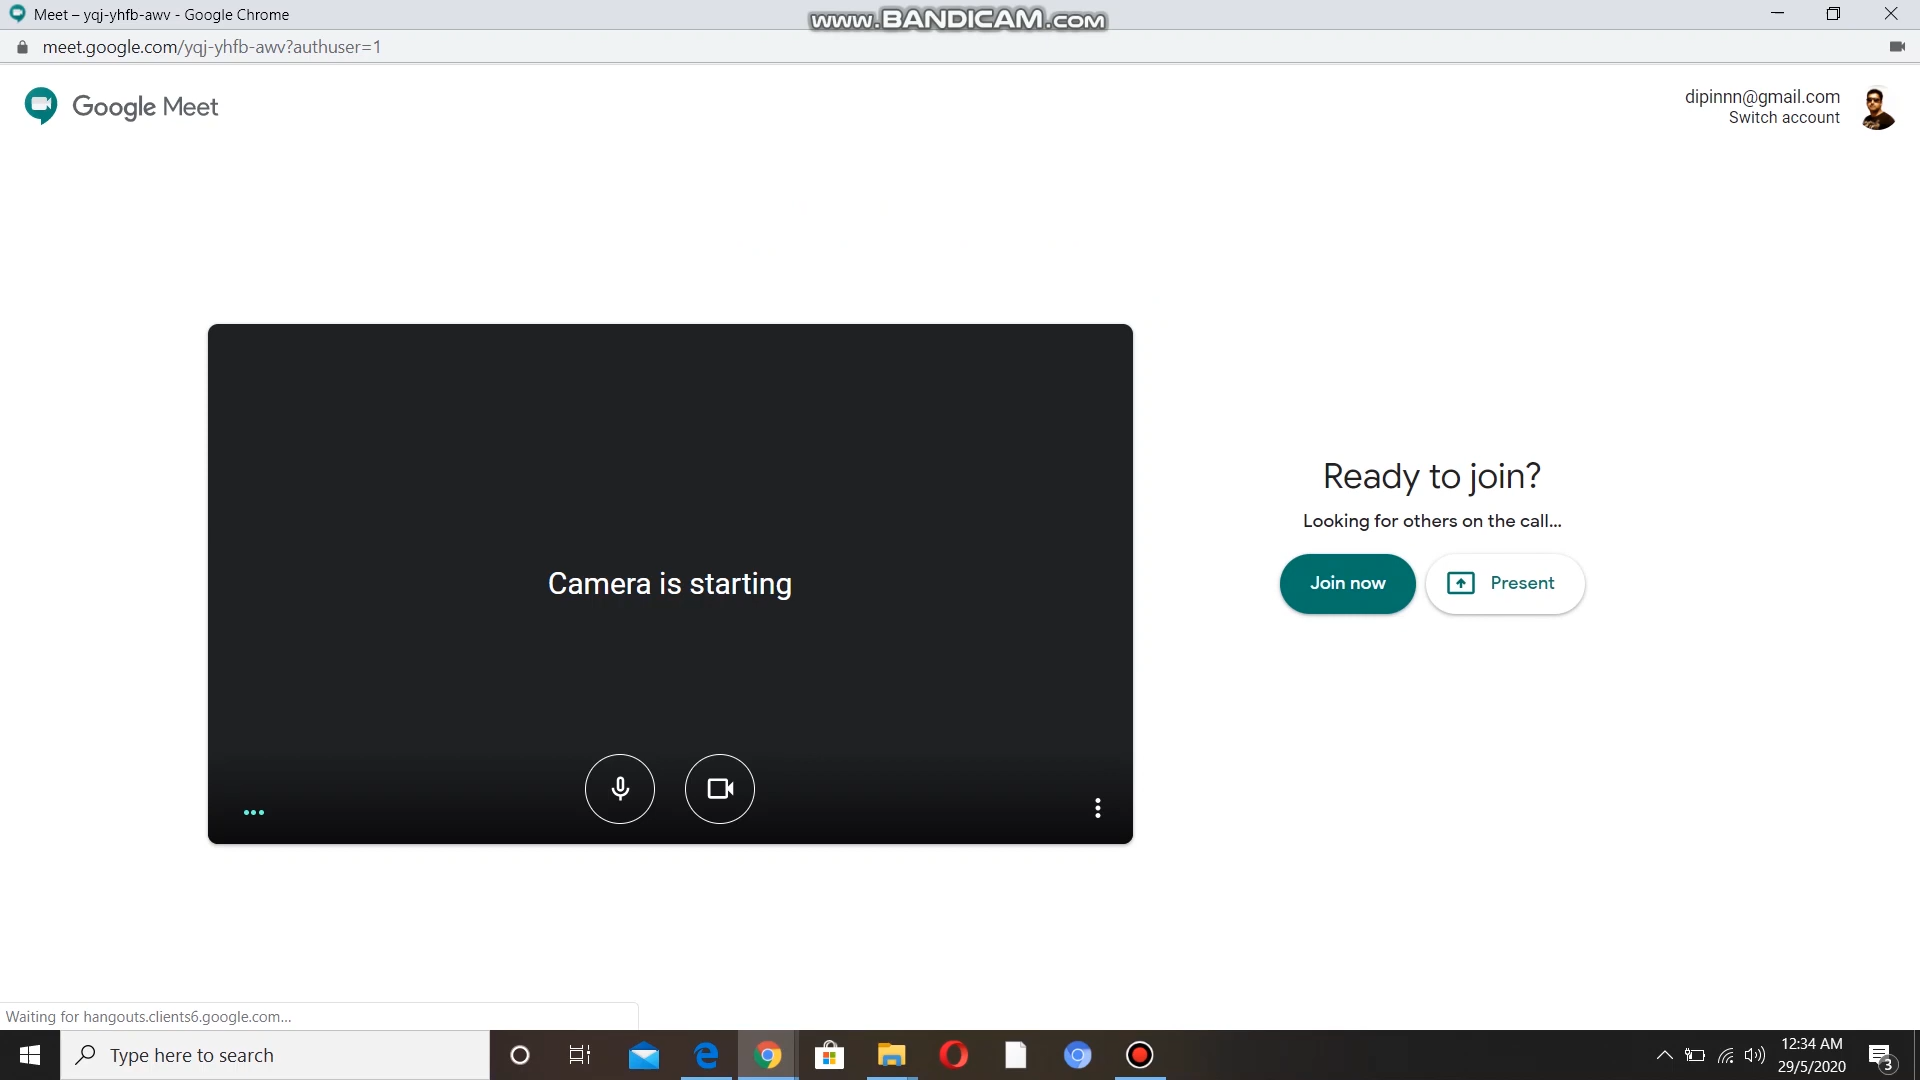 Meet – yqj-yhfb-awv - Google Chrome
www.BANDICAM.com
meet.google.com/yqj-yhfb-awv?authuser=1
Google Meet
dipinnn@gmail.com
Switch account
Camera is starting
Ready to join?
Looking for others on the call...
Join now
Present
Waiting for hangouts.clients6.google.com...
Type here to search
12:34 AM
29/5/2020
3